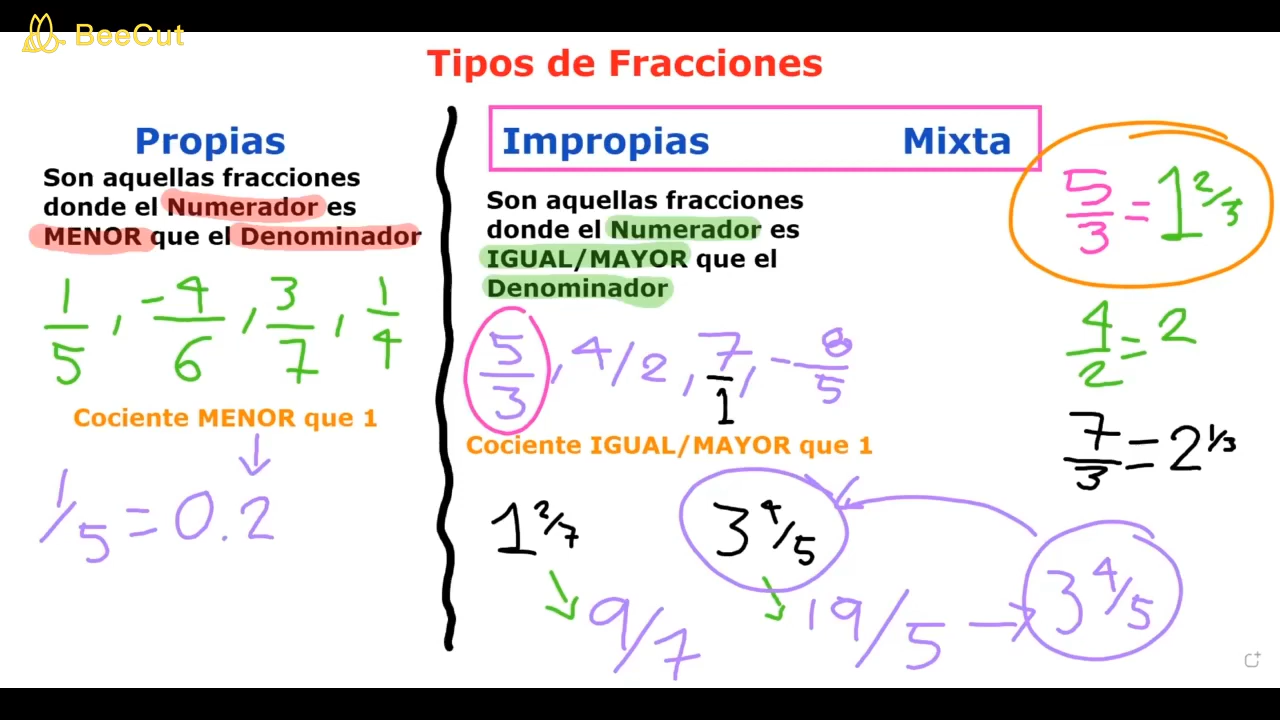 BeeCut
Tipos de Fracciones
Propias
Son aquellas fracciones
donde el Numerador es
MENOR que el Denominador
1/5, -4/6, 3/7, 1/4
Cociente MENOR que 1
1/5 = 0.2
Impropias Mixta
Son aquellas fracciones
donde el Numerador es
IGUAL/MAYOR que el
Denominador
5/3, 4/2, 7/1, -8/5
Cociente IGUAL/MAYOR que 1
1 2/7 3 4/5
9/7 19/5 → 3 4/5
5/3 = 1 2/3
4/2 = 2
7/3 = 2 1/3